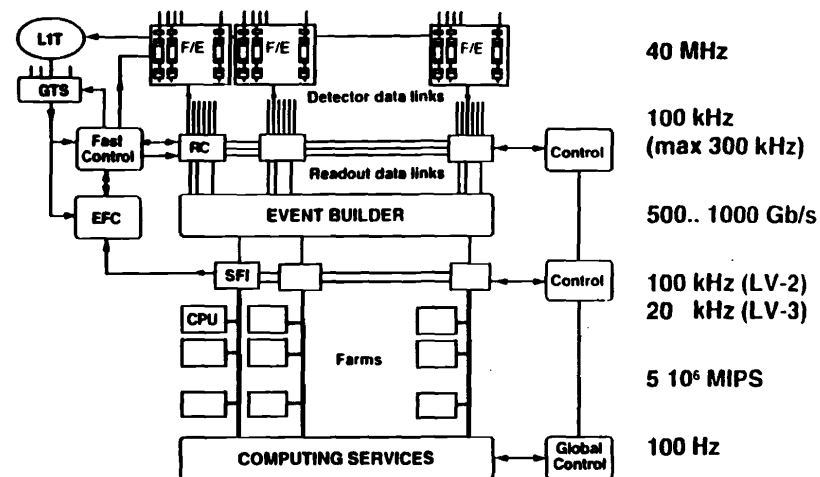 L1T
F/E
F/E
F/E
40 MHz
GTS
Detector data links
100 kHz
(max 300 kHz)
Fast
Control
RC
Control
Readout data links
EFC
EVENT BUILDER
500.. 1000 Gb/s
SFI
Control
100 kHz (LV-2)
20 kHz (LV-3)
CPU
Farms
5 10⁶ MIPS
COMPUTING SERVICES
Global
Control
100 Hz